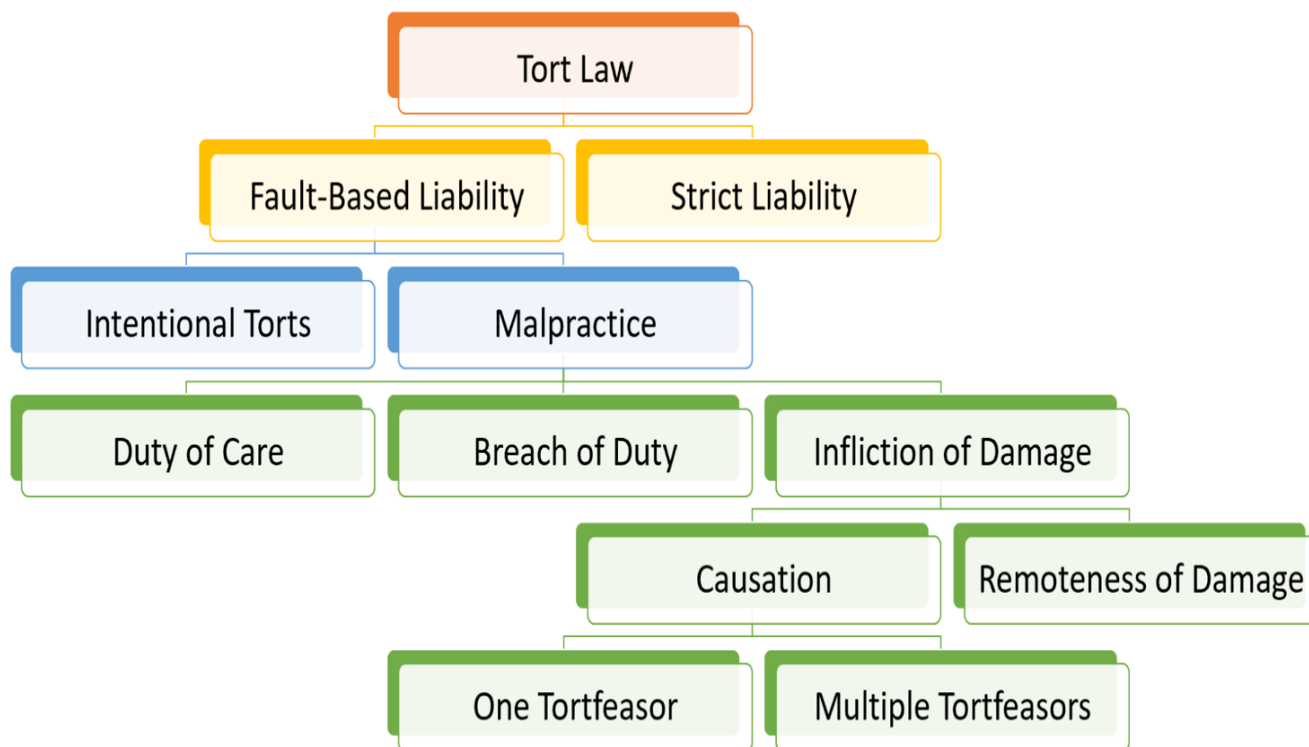 Tort Law
Fault-Based Liability
Strict Liability
Intentional Torts
Malpractice
Duty of Care
Breach of Duty
Infliction of Damage
Causation
Remoteness of Damage
One Tortfeasor
Multiple Tortfeasors